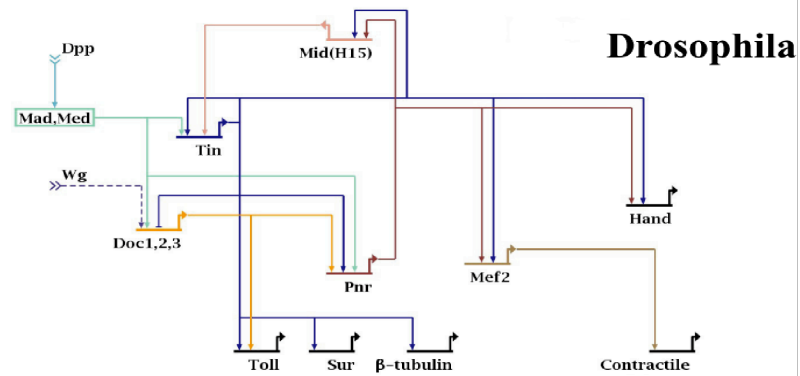 Drosophila
Dpp
Mid(H15)
Mad,Med
Tin
Wg
Hand
Doc1,2,3
Pnr
Mef2
Toll
Sur
β-tubulin
Contractile